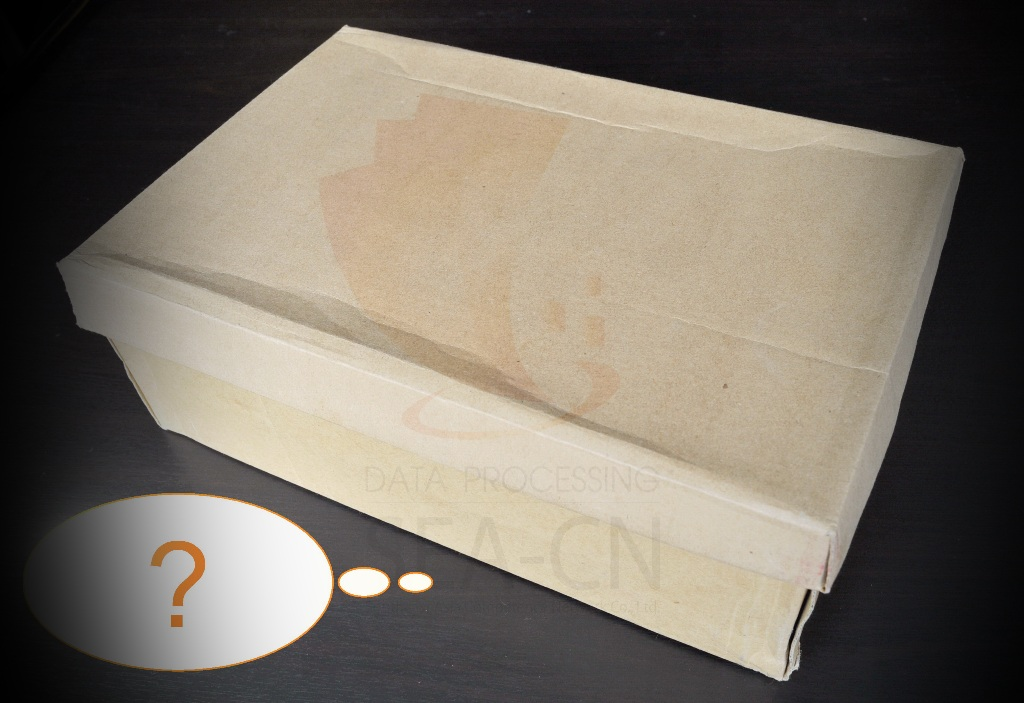 DATA PROCESSING
SEA-CN
?